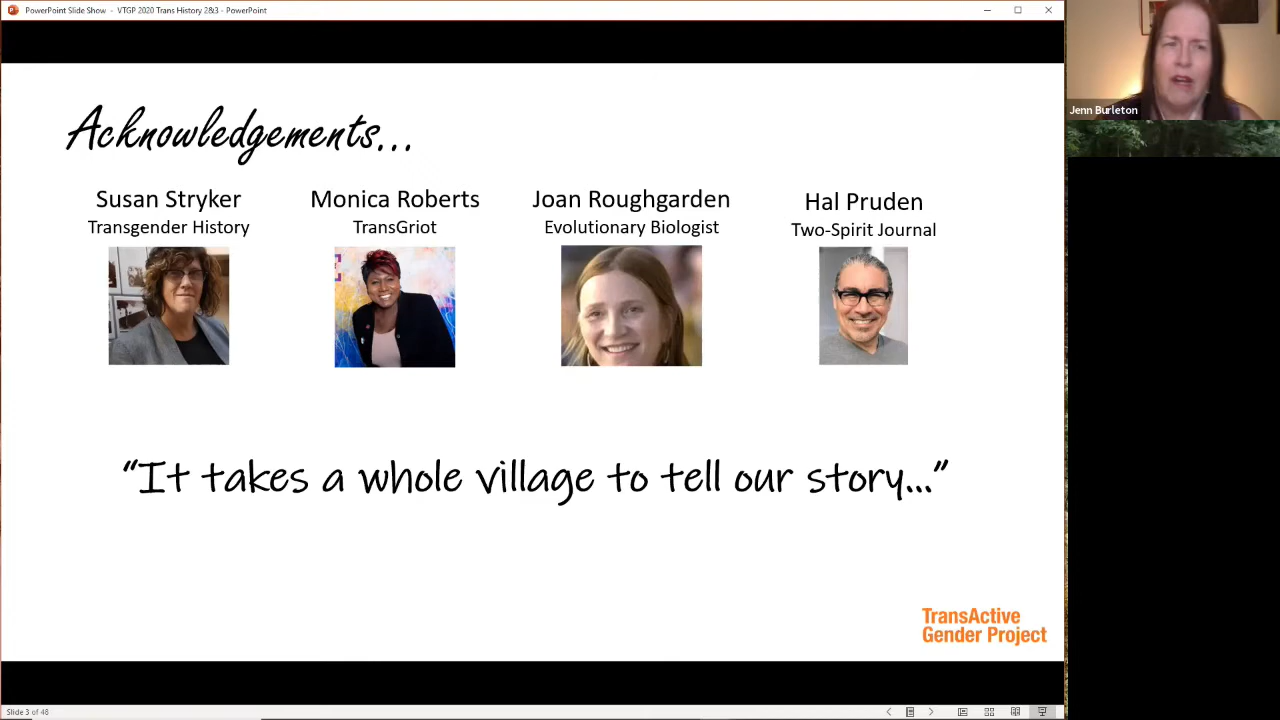 PowerPoint Slide Show - VTGP 2020 Trans History 2&3 - PowerPoint
Jenn Burleton
Acknowledgements...
Susan Stryker
Transgender History
Monica Roberts
TransGriot
Joan Roughgarden
Evolutionary Biologist
Hal Pruden
Two-Spirit Journal
“It takes a whole village to tell our story...”
TransActive
Gender Project
Slide 3 of 48